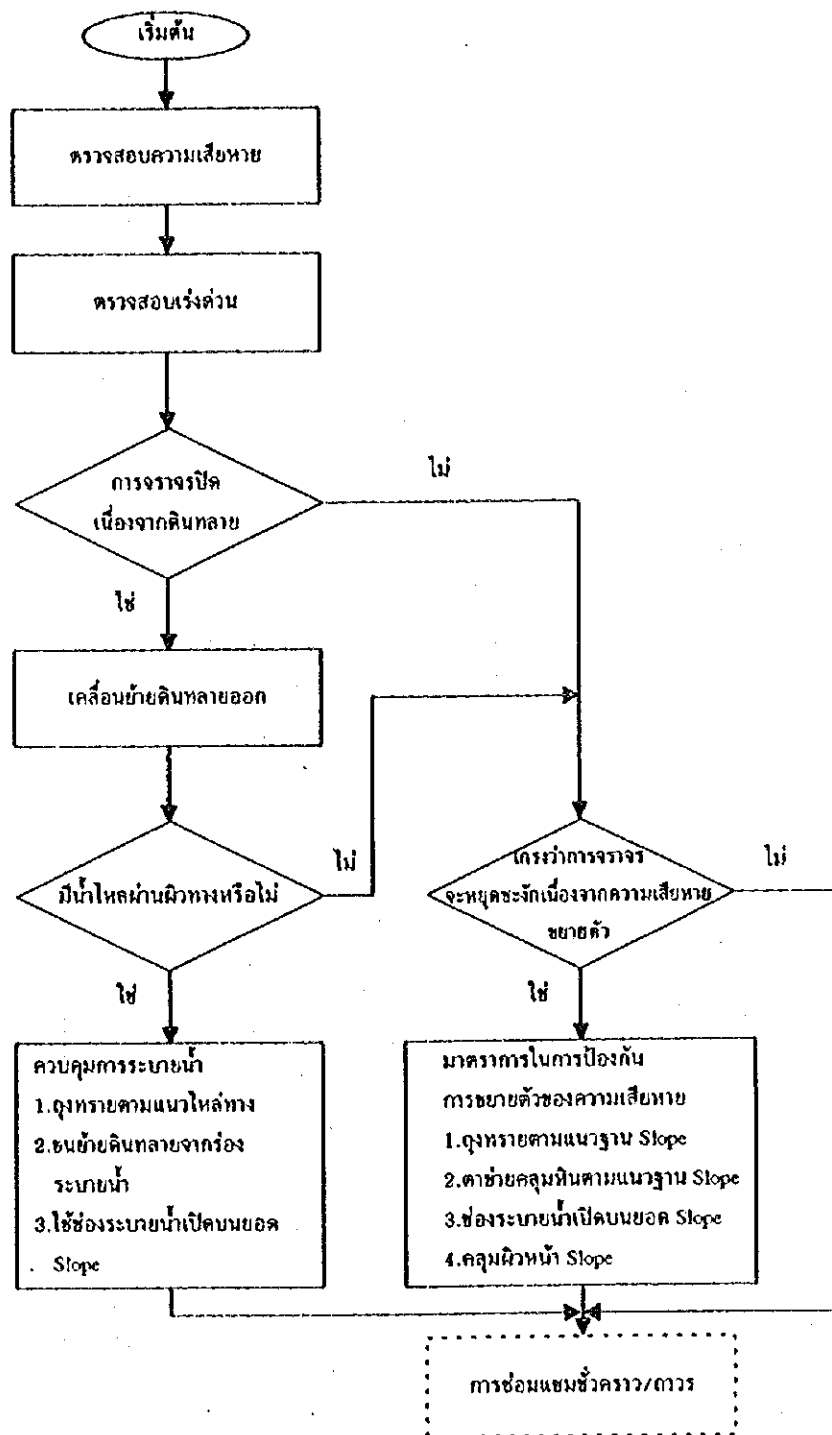 เริ่มต้น
ตรวจสอบความเสียหาย
ตรวจสอบเร่งด่วน
การจราจรปิด
เนื่องจากดินทลาย
ไม่
ใช่
เคลื่อนย้ายดินทลายออก
มีน้ำไหลผ่านผิวทางหรือไม่
ไม่
ใช่
เกรงว่าการจราจร
จะหยุดชะงักเนื่องจากความเสียหาย
ขยายตัว
ไม่
ใช่
ควบคุมการระบายน้ำ
1.ถุงทรายตามแนวไหล่ทาง
2.ขนย้ายดินทลายจากร่อง
ระบายน้ำ
3.ใช้ช่องระบายน้ำเปิดบนยอด
Slope
มาตราการในการป้องกัน
การขยายตัวของความเสียหาย
1.ถุงทรายตามแนวฐาน Slope
2.ตาข่ายคลุมหินตามแนวฐาน Slope
3.ช่องระบายน้ำเปิดบนยอด Slope
4.คลุมผิวหน้า Slope
การซ่อมแซมชั่วคราว/ถาวร